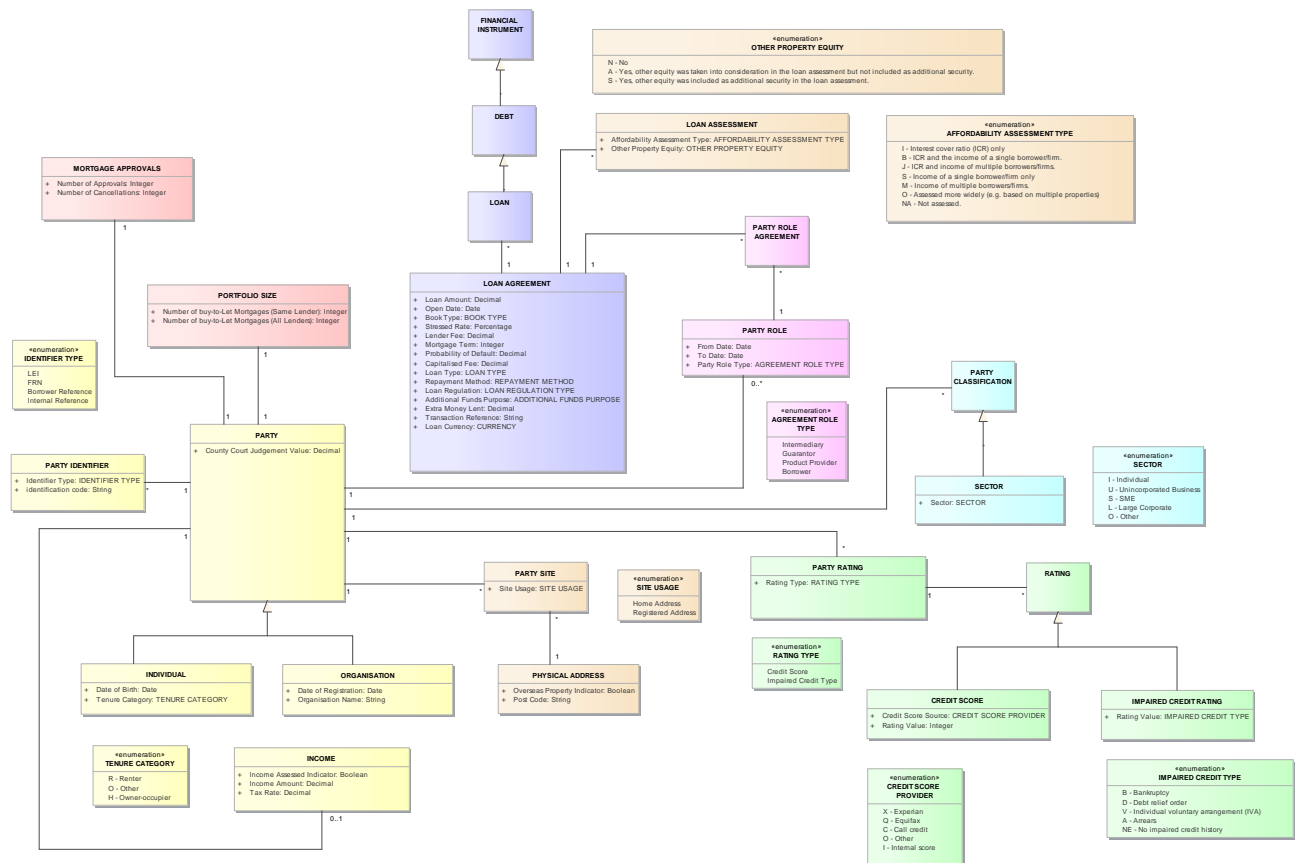 FINANCIAL
INSTRUMENT
«enumeration»
OTHER PROPERTY EQUITY
N - No
A - Yes, other equity was taken into consideration in the loan assessment but not included as additional security.
S - Yes, other equity was included as additional security in the loan assessment.
DEBT
LOAN ASSESSMENT
+ Affordability Assessment Type: AFFORDABILITY ASSESSMENT TYPE
+ Other Property Equity: OTHER PROPERTY EQUITY
*
«enumeration»
AFFORDABILITY ASSESSMENT TYPE
I - Interest cover ratio (ICR) only
B - ICR and the income of a single borrower/firm.
J - ICR and income of multiple borrowers/firms.
S - Income of a single borrower/firm only
M - Income of multiple borrowers/firms.
O - Assessed more widely (e.g. based on multiple properties)
NA - Not assessed.
MORTGAGE APPROVALS
+ Number of Approvals: Integer
+ Number of Cancellations: Integer
1
LOAN
*
PARTY ROLE
AGREEMENT
*
*
1
1
1
LOAN AGREEMENT
+ Loan Amount: Decimal
+ Open Date: Date
+ Book Type: BOOK TYPE
+ Stressed Rate: Percentage
+ Lender Fee: Decimal
+ Mortgage Term: Integer
+ Probability of Default: Decimal
+ Capitalised Fee: Decimal
+ Loan Type: LOAN TYPE
+ Repayment Method: REPAYMENT METHOD
+ Loan Regulation: LOAN REGULATION TYPE
+ Additional Funds Purpose: ADDITIONAL FUNDS PURPOSE
+ Extra Money Lent: Decimal
+ Transaction Reference: String
+ Loan Currency: CURRENCY
PORTFOLIO SIZE
+ Number of buy-to-Let Mortgages (Same Lender): Integer
+ Number of buy-to-Let Mortgages (All Lenders): Integer
1
1
PARTY ROLE
+ From Date: Date
+ To Date: Date
+ Party Role Type: AGREEMENT ROLE TYPE
0..*
«enumeration»
IDENTIFIER TYPE
LEI
FRN
Borrower Reference
Internal Reference
PARTY
CLASSIFICATION
*
«enumeration»
AGREEMENT ROLE
TYPE
Intermediary
Guarantor
Product Provider
Borrower
1
1
PARTY
+ County Court Judgement Value: Decimal
PARTY IDENTIFIER
+ Identifier Type: IDENTIFIER TYPE
+ identification code: String
*
1
1
1
1
1
1
SECTOR
+ Sector: SECTOR
«enumeration»
SECTOR
I - Individual
U - Unincorporated Business
S - SME
L - Large Corporate
O - Other
*
PARTY RATING
+ Rating Type: RATING TYPE
1
*
RATING
PARTY SITE
+ Site Usage: SITE USAGE
*
*
«enumeration»
SITE USAGE
Home Address
Registered Address
«enumeration»
RATING TYPE
Credit Score
Impaired Credit Type
INDIVIDUAL
+ Date of Birth: Date
+ Tenure Category: TENURE CATEGORY
ORGANISATION
+ Date of Registration: Date
+ Organisation Name: String
1
PHYSICAL ADDRESS
+ Overseas Property Indicator: Boolean
+ Post Code: String
CREDIT SCORE
+ Credit Score Source: CREDIT SCORE PROVIDER
+ Rating Value: Integer
IMPAIRED CREDIT RATING
+ Rating Value: IMPAIRED CREDIT TYPE
«enumeration»
TENURE CATEGORY
R - Renter
O - Other
H - Owner-occupier
INCOME
+ Income Assessed Indicator: Boolean
+ Income Amount: Decimal
+ Tax Rate: Decimal
0..1
«enumeration»
CREDIT SCORE
PROVIDER
X - Experian
Q - Equifax
C - Call credit
O - Other
I - Internal score
«enumeration»
IMPAIRED CREDIT TYPE
B - Bankruptcy
D - Debt relief order
V - Individual voluntary arrangement (IVA)
A - Arrears
NE - No impaired credit history